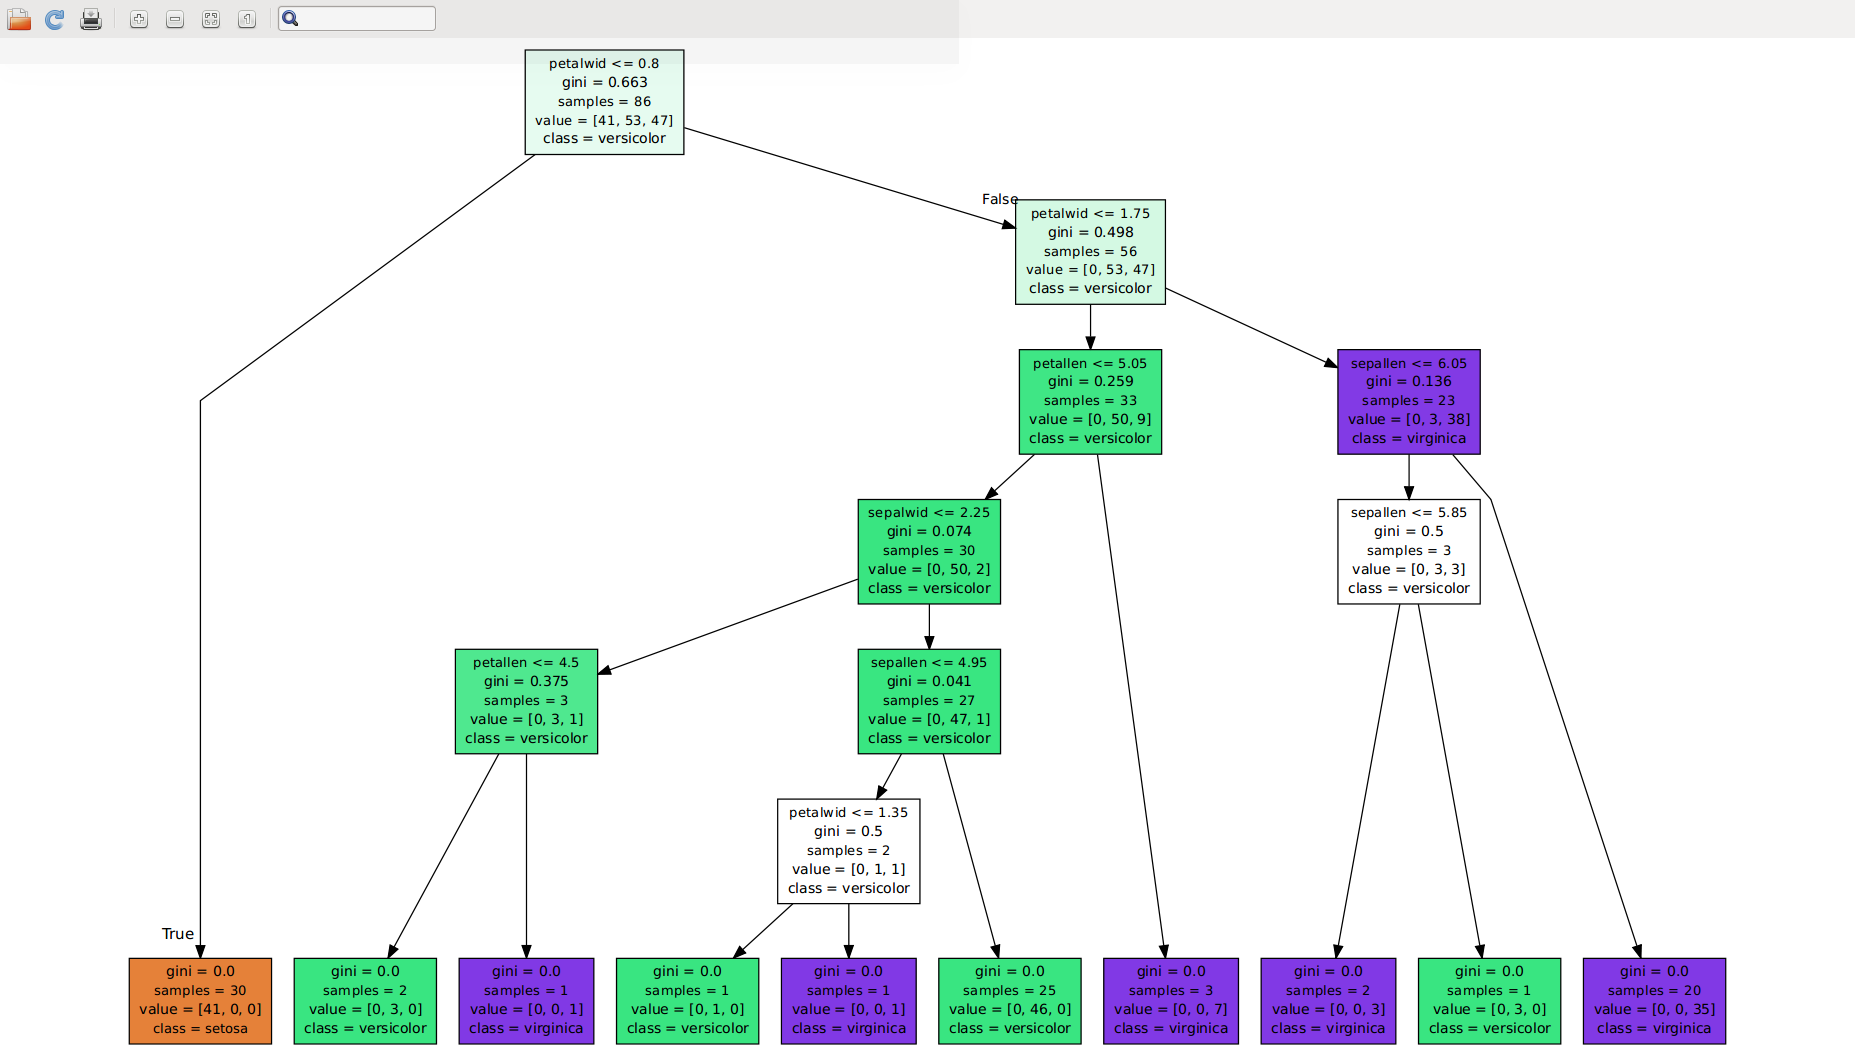 petalwid <= 0.8
gini = 0.663
samples = 86
value = [41, 53, 47]
class = versicolor
False
petalwid <= 1.75
gini = 0.498
samples = 56
value = [0, 53, 47]
class = versicolor
petallen <= 5.05
gini = 0.259
samples = 33
value = [0, 50, 9]
class = versicolor
sepallen <= 6.05
gini = 0.136
samples = 23
value = [0, 3, 38]
class = virginica
sepalwid <= 2.25
gini = 0.074
samples = 30
value = [0, 50, 2]
class = versicolor
sepallen <= 5.85
gini = 0.5
samples = 3
value = [0, 3, 3]
class = versicolor
petallen <= 4.5
gini = 0.375
samples = 3
value = [0, 3, 1]
class = versicolor
sepallen <= 4.95
gini = 0.041
samples = 27
value = [0, 47, 1]
class = versicolor
petalwid <= 1.35
gini = 0.5
samples = 2
value = [0, 1, 1]
class = versicolor
True
gini = 0.0
samples = 30
value = [41, 0, 0]
class = setosa
gini = 0.0
samples = 2
value = [0, 3, 0]
class = versicolor
gini = 0.0
samples = 1
value = [0, 0, 1]
class = virginica
gini = 0.0
samples = 1
value = [0, 1, 0]
class = versicolor
gini = 0.0
samples = 1
value = [0, 0, 1]
class = virginica
gini = 0.0
samples = 25
value = [0, 46, 0]
class = versicolor
gini = 0.0
samples = 3
value = [0, 0, 7]
class = virginica
gini = 0.0
samples = 2
value = [0, 0, 3]
class = virginica
gini = 0.0
samples = 1
value = [0, 3, 0]
class = versicolor
gini = 0.0
samples = 20
value = [0, 0, 35]
class = virginica